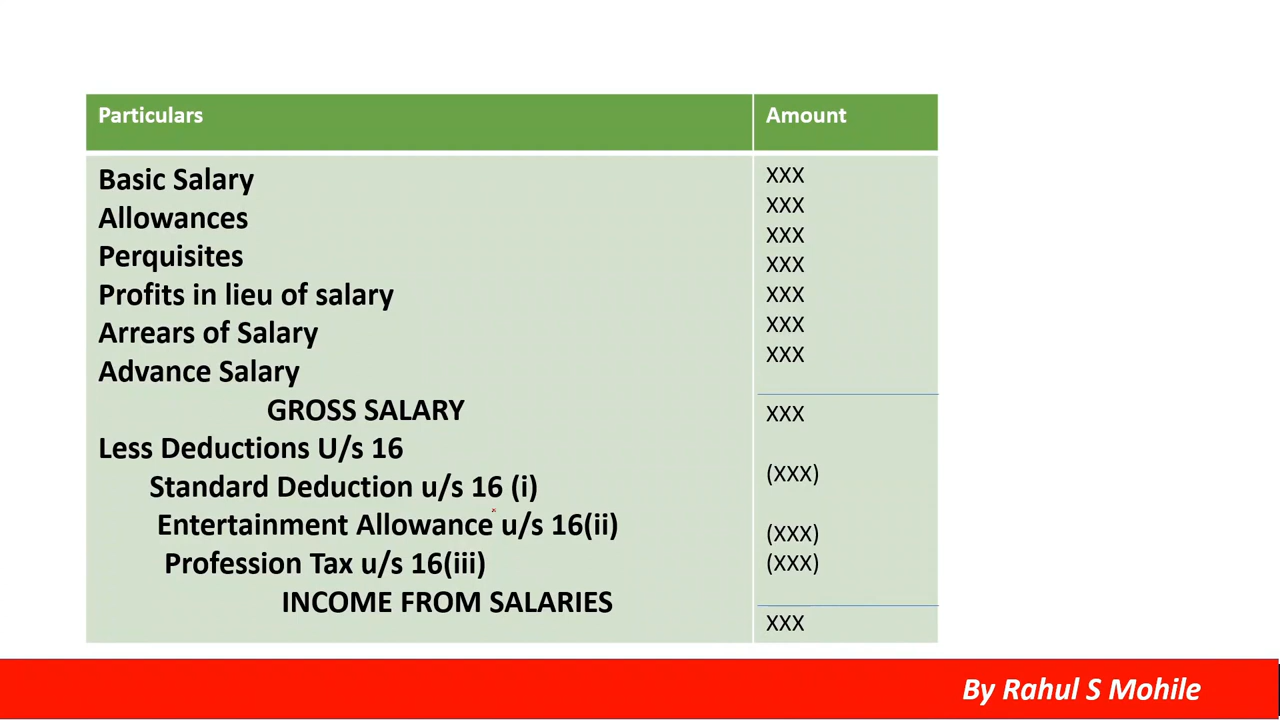 Particulars Amount
Basic Salary XXX
Allowances XXX
Perquisites XXX
Profits in lieu of salary XXX
Arrears of Salary XXX
Advance Salary XXX
XXX
GROSS SALARY XXX
Less Deductions U/s 16
Standard Deduction u/s 16 (i) (XXX)
Entertainment Allowance u/s 16(ii) (XXX)
Profession Tax u/s 16(iii) (XXX)
INCOME FROM SALARIES XXX
By Rahul S Mohile